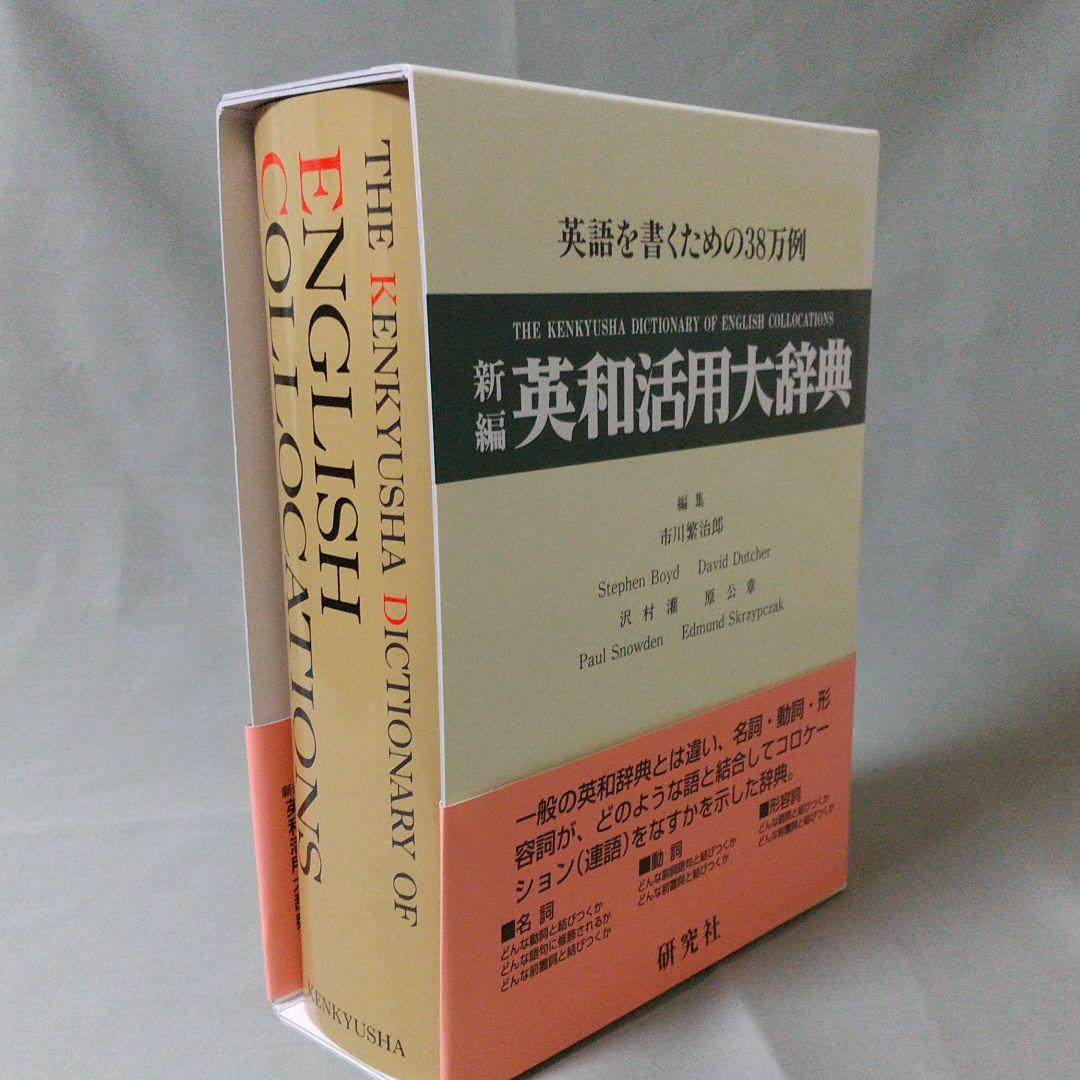 THE KENKYUSHA DICTIONARY OF
ENGLISH
COLLOCATIONS
KENKYUSHA
英語を書くための38万例
THE KENKYUSHA DICTIONARY OF ENGLISH COLLOCATIONS
新編 英和活用大辞典
編集
市川繁治郎
Stephen Boyd David Dutcher
沢村灌 原公章
Paul Snowden Edmund Skrzypczak
一般の英和辞典とは違い、名詞・動詞・形
容詞が、どのような語と結合してコロケー
ション(連語)をなすかを示した辞典。
■名詞
どんな動詞と結びつくか
どんな語句に修飾されるか
どんな前置詞と結びつくか
■動詞
どんな副詞語句と結びつくか
どんな前置詞と結びつくか
■形容詞
どんな副詞と結びつくか
どんな前置詞と結びつくか
研究社